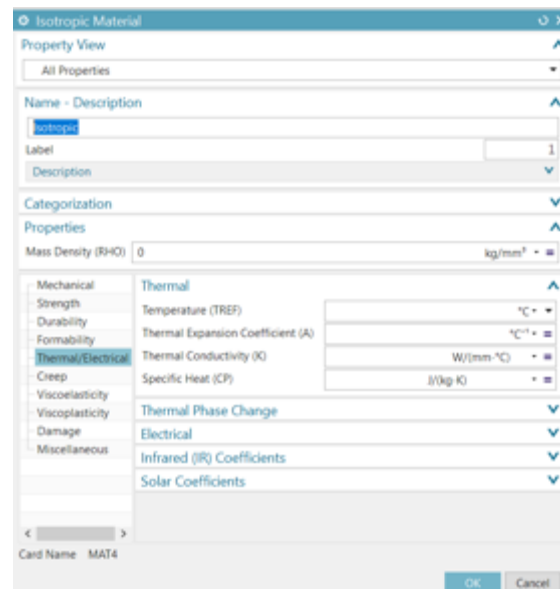 Isotropic Material
Property View
All Properties
Name - Description
Isotropic
Label 1
Description
Categorization
Properties
Mass Density (RHO) 0 kg/mm³
Mechanical
Strength
Durability
Formability
Thermal/Electrical
Creep
Viscoelasticity
Viscoplasticity
Damage
Miscellaneous
Thermal
Temperature (TREF) °C
Thermal Expansion Coefficient (A) °C⁻¹
Thermal Conductivity (K) W/(mm·°C)
Specific Heat (CP) J/(kg·K)
Thermal Phase Change
Electrical
Infrared (IR) Coefficients
Solar Coefficients
Card Name MAT4
OK Cancel